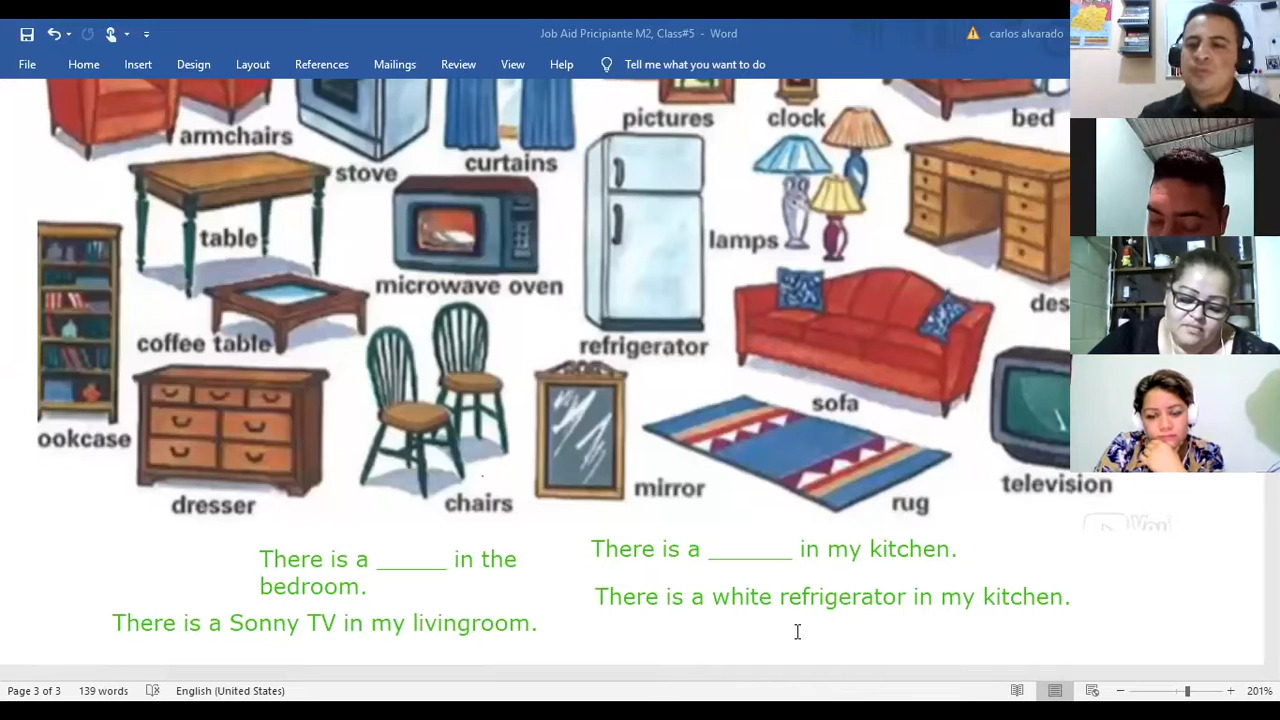 Job Aid Pricipiante M2, Class#5 - Word
carlos alvarado
File Home Insert Design Layout References Mailings Review View Help Tell me what you want to do
armchairs
stove
curtains
pictures
clock
bed
table
microwave oven
lamps
des
coffee table
refrigerator
sofa
ookcase
dresser
chairs
mirror
rug
television
You
There is a _____ in the
bedroom.
There is a ______ in my kitchen.
There is a white refrigerator in my kitchen.
There is a Sonny TV in my livingroom.
Page 3 of 3 139 words English (United States) 201%